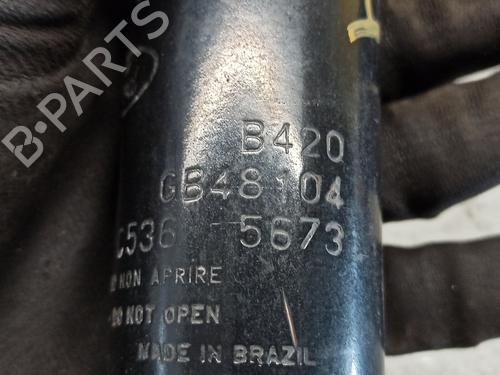 B-PARTS
B420
GB48104
C536 5673
NON APRIRE
DO NOT OPEN
MADE IN BRAZIL